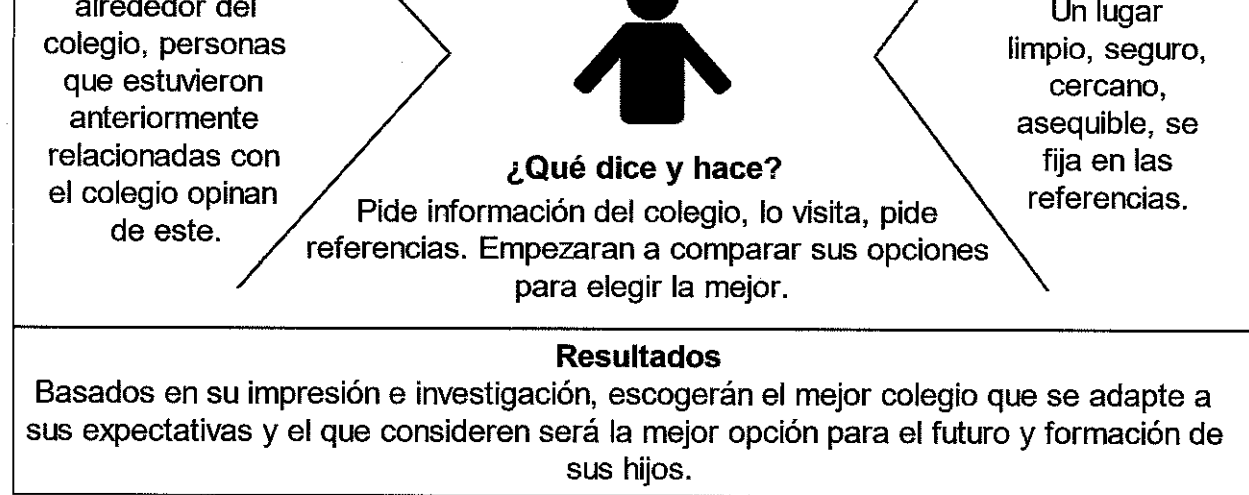 alrededor del
colegio, personas
que estuvieron
anteriormente
relacionadas con
el colegio opinan
de este.
¿Qué dice y hace?
Pide información del colegio, lo visita, pide
referencias. Empezaran a comparar sus opciones
para elegir la mejor.
Un lugar
limpio, seguro,
cercano,
asequible, se
fija en las
referencias.
Resultados
Basados en su impresión e investigación, escogerán el mejor colegio que se adapte a
sus expectativas y el que consideren será la mejor opción para el futuro y formación de
sus hijos.